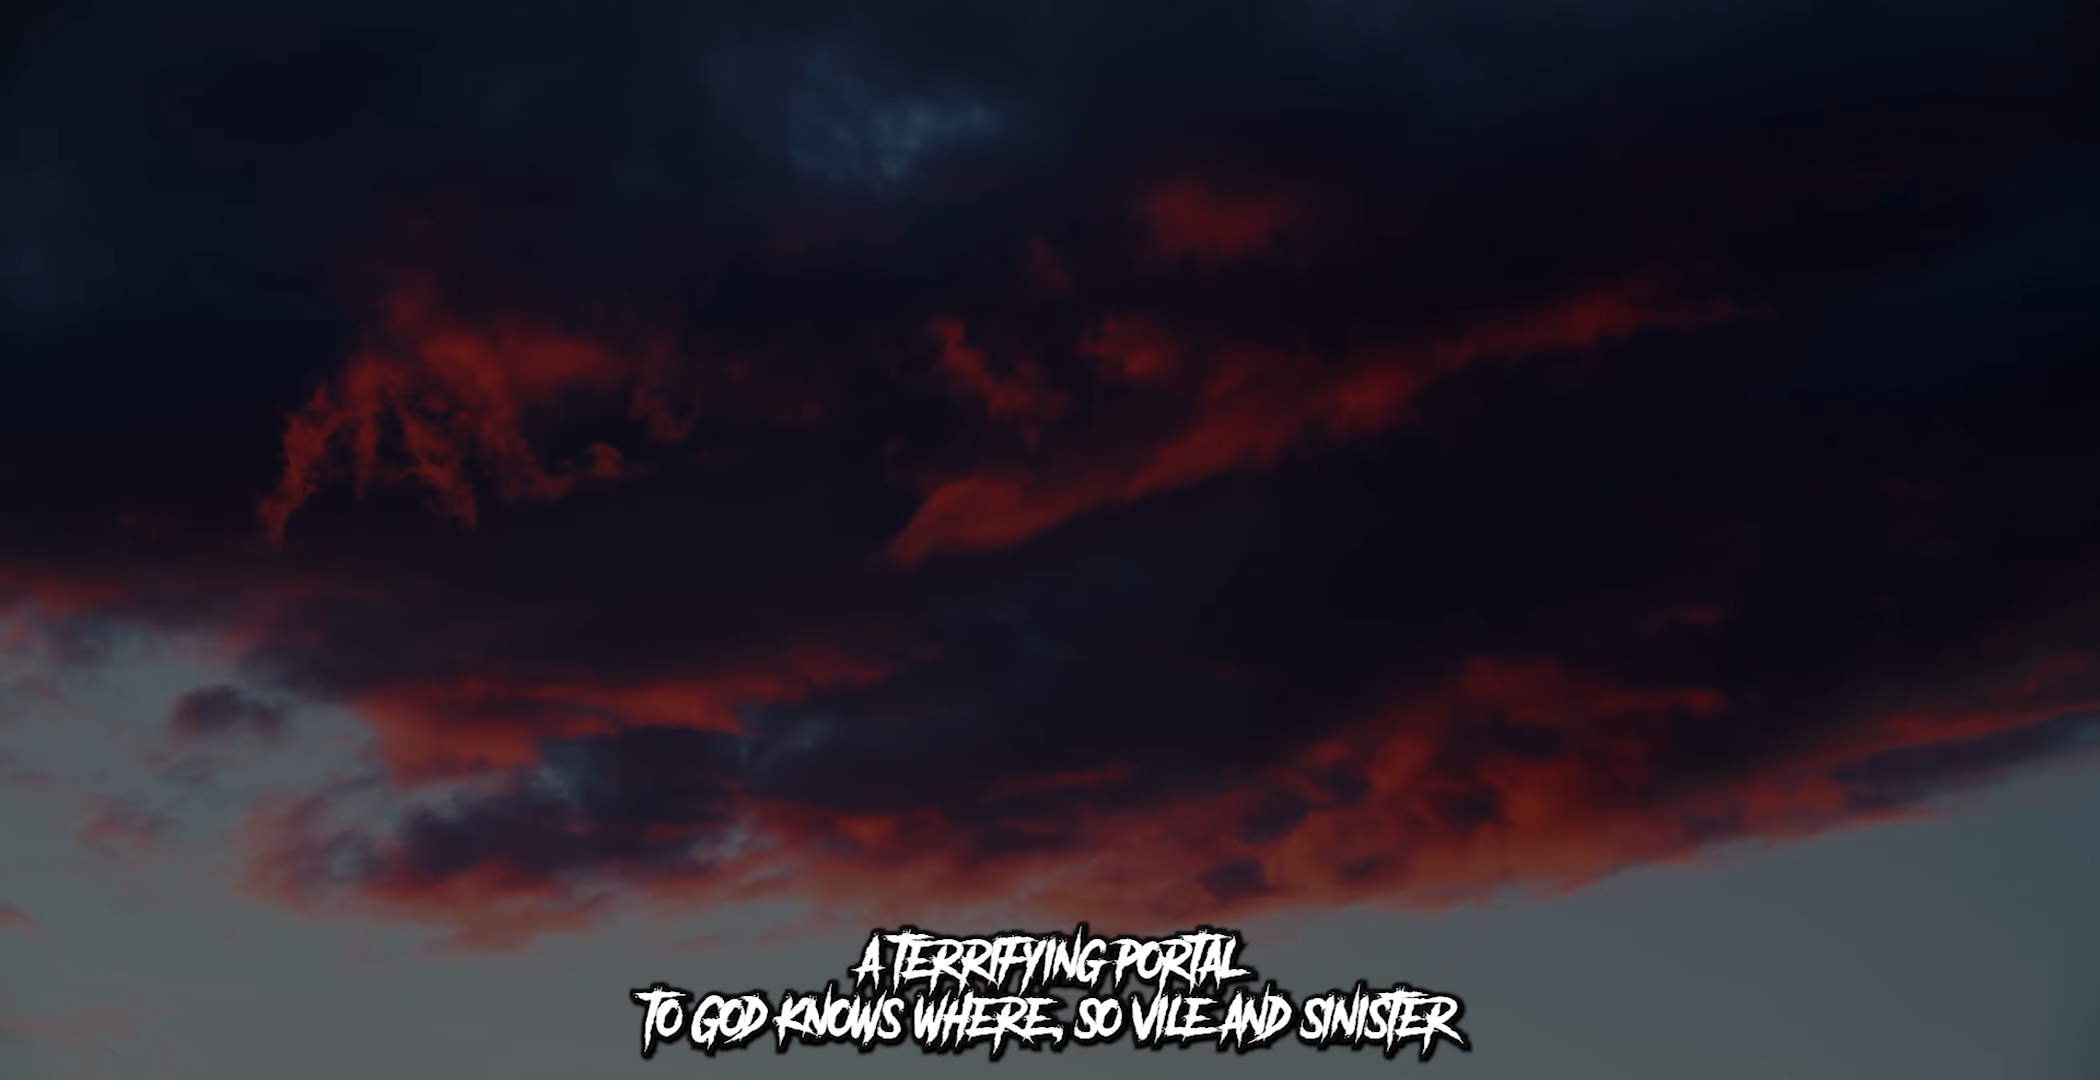 A TERRIFYING PORTAL
TO GOD KNOWS WHERE, SO VILE AND SINISTER